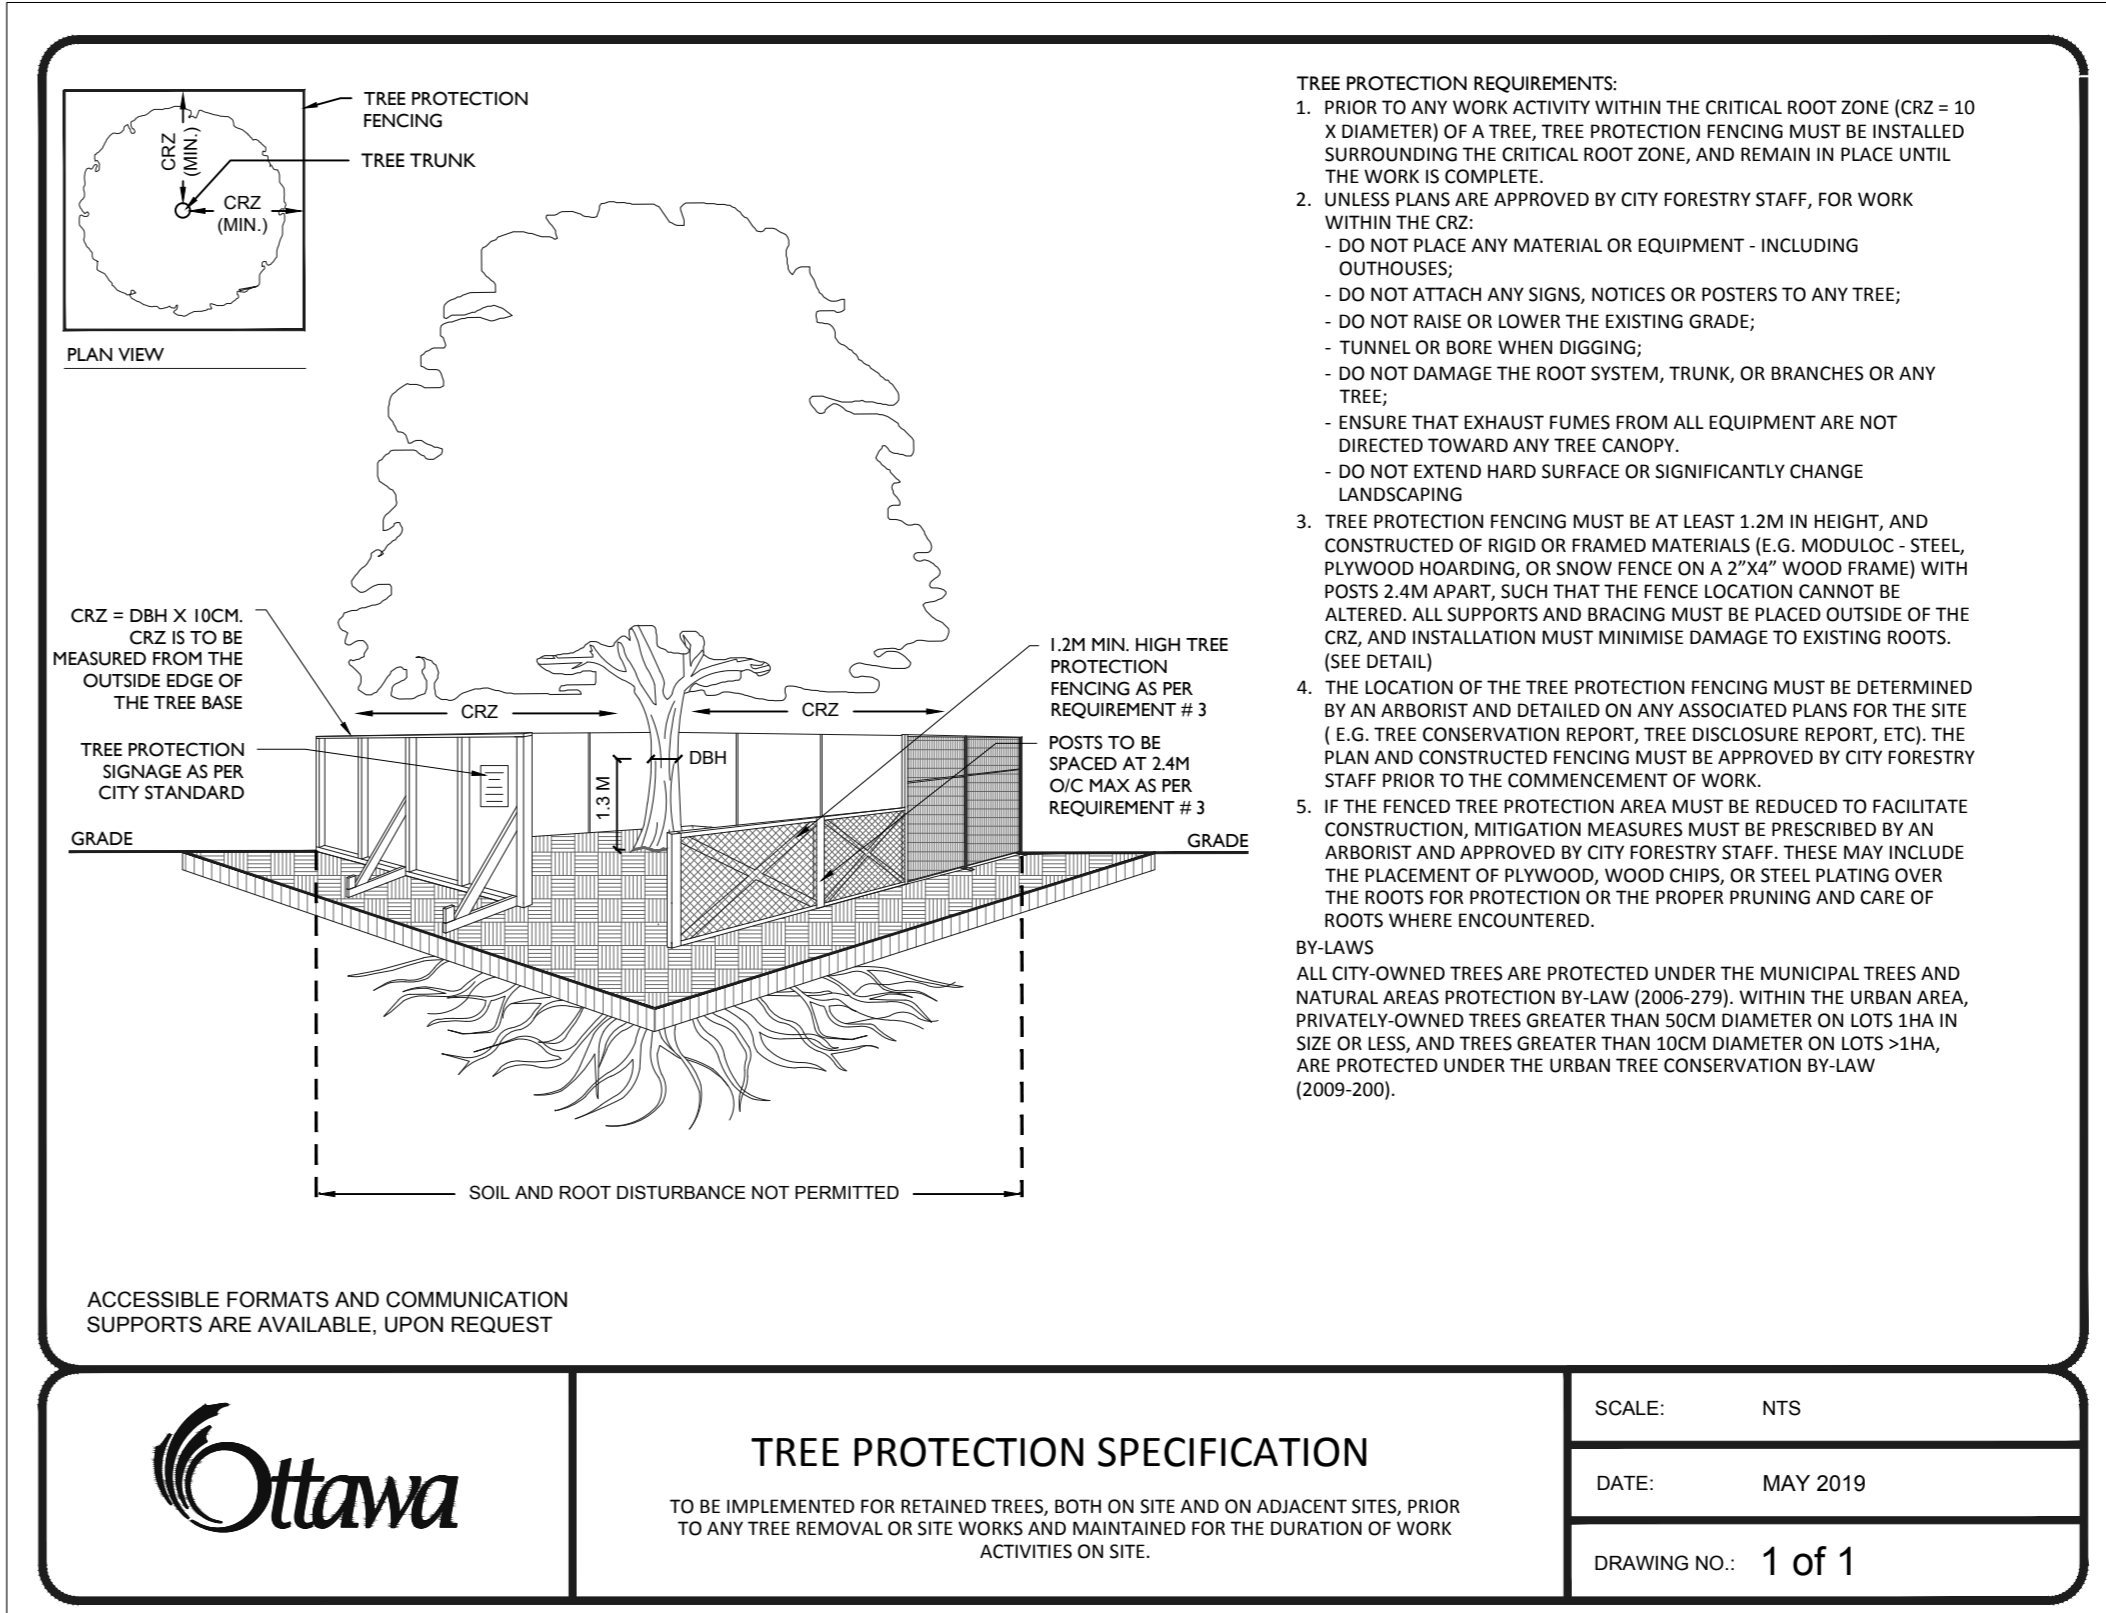 TREE PROTECTION
FENCING
TREE TRUNK
CRZ
(MIN.)
CRZ
(MIN.)
PLAN VIEW
CRZ = DBH X 10CM.
CRZ IS TO BE
MEASURED FROM THE
OUTSIDE EDGE OF
THE TREE BASE
TREE PROTECTION
SIGNAGE AS PER
CITY STANDARD
GRADE
CRZ
CRZ
DBH
1.3 M
1.2M MIN. HIGH TREE
PROTECTION
FENCING AS PER
REQUIREMENT # 3
POSTS TO BE
SPACED AT 2.4M
O/C MAX AS PER
REQUIREMENT # 3
GRADE
SOIL AND ROOT DISTURBANCE NOT PERMITTED
ACCESSIBLE FORMATS AND COMMUNICATION
SUPPORTS ARE AVAILABLE, UPON REQUEST
TREE PROTECTION REQUIREMENTS:
1. PRIOR TO ANY WORK ACTIVITY WITHIN THE CRITICAL ROOT ZONE (CRZ = 10
X DIAMETER) OF A TREE, TREE PROTECTION FENCING MUST BE INSTALLED
SURROUNDING THE CRITICAL ROOT ZONE, AND REMAIN IN PLACE UNTIL
THE WORK IS COMPLETE.
2. UNLESS PLANS ARE APPROVED BY CITY FORESTRY STAFF, FOR WORK
WITHIN THE CRZ:
- DO NOT PLACE ANY MATERIAL OR EQUIPMENT - INCLUDING
OUTHOUSES;
- DO NOT ATTACH ANY SIGNS, NOTICES OR POSTERS TO ANY TREE;
- DO NOT RAISE OR LOWER THE EXISTING GRADE;
- TUNNEL OR BORE WHEN DIGGING;
- DO NOT DAMAGE THE ROOT SYSTEM, TRUNK, OR BRANCHES OR ANY
TREE;
- ENSURE THAT EXHAUST FUMES FROM ALL EQUIPMENT ARE NOT
DIRECTED TOWARD ANY TREE CANOPY.
- DO NOT EXTEND HARD SURFACE OR SIGNIFICANTLY CHANGE
LANDSCAPING
3. TREE PROTECTION FENCING MUST BE AT LEAST 1.2M IN HEIGHT, AND
CONSTRUCTED OF RIGID OR FRAMED MATERIALS (E.G. MODULOC - STEEL,
PLYWOOD HOARDING, OR SNOW FENCE ON A 2”X4” WOOD FRAME) WITH
POSTS 2.4M APART, SUCH THAT THE FENCE LOCATION CANNOT BE
ALTERED. ALL SUPPORTS AND BRACING MUST BE PLACED OUTSIDE OF THE
CRZ, AND INSTALLATION MUST MINIMISE DAMAGE TO EXISTING ROOTS.
(SEE DETAIL)
4. THE LOCATION OF THE TREE PROTECTION FENCING MUST BE DETERMINED
BY AN ARBORIST AND DETAILED ON ANY ASSOCIATED PLANS FOR THE SITE
( E.G. TREE CONSERVATION REPORT, TREE DISCLOSURE REPORT, ETC). THE
PLAN AND CONSTRUCTED FENCING MUST BE APPROVED BY CITY FORESTRY
STAFF PRIOR TO THE COMMENCEMENT OF WORK.
5. IF THE FENCED TREE PROTECTION AREA MUST BE REDUCED TO FACILITATE
CONSTRUCTION, MITIGATION MEASURES MUST BE PRESCRIBED BY AN
ARBORIST AND APPROVED BY CITY FORESTRY STAFF. THESE MAY INCLUDE
THE PLACEMENT OF PLYWOOD, WOOD CHIPS, OR STEEL PLATING OVER
THE ROOTS FOR PROTECTION OR THE PROPER PRUNING AND CARE OF
ROOTS WHERE ENCOUNTERED.
BY-LAWS
ALL CITY-OWNED TREES ARE PROTECTED UNDER THE MUNICIPAL TREES AND
NATURAL AREAS PROTECTION BY-LAW (2006-279). WITHIN THE URBAN AREA,
PRIVATELY-OWNED TREES GREATER THAN 50CM DIAMETER ON LOTS 1HA IN
SIZE OR LESS, AND TREES GREATER THAN 10CM DIAMETER ON LOTS >1HA,
ARE PROTECTED UNDER THE URBAN TREE CONSERVATION BY-LAW
(2009-200).
Ottawa
TREE PROTECTION SPECIFICATION
TO BE IMPLEMENTED FOR RETAINED TREES, BOTH ON SITE AND ON ADJACENT SITES, PRIOR
TO ANY TREE REMOVAL OR SITE WORKS AND MAINTAINED FOR THE DURATION OF WORK
ACTIVITIES ON SITE.
SCALE: NTS
DATE: MAY 2019
DRAWING NO.: 1 of 1